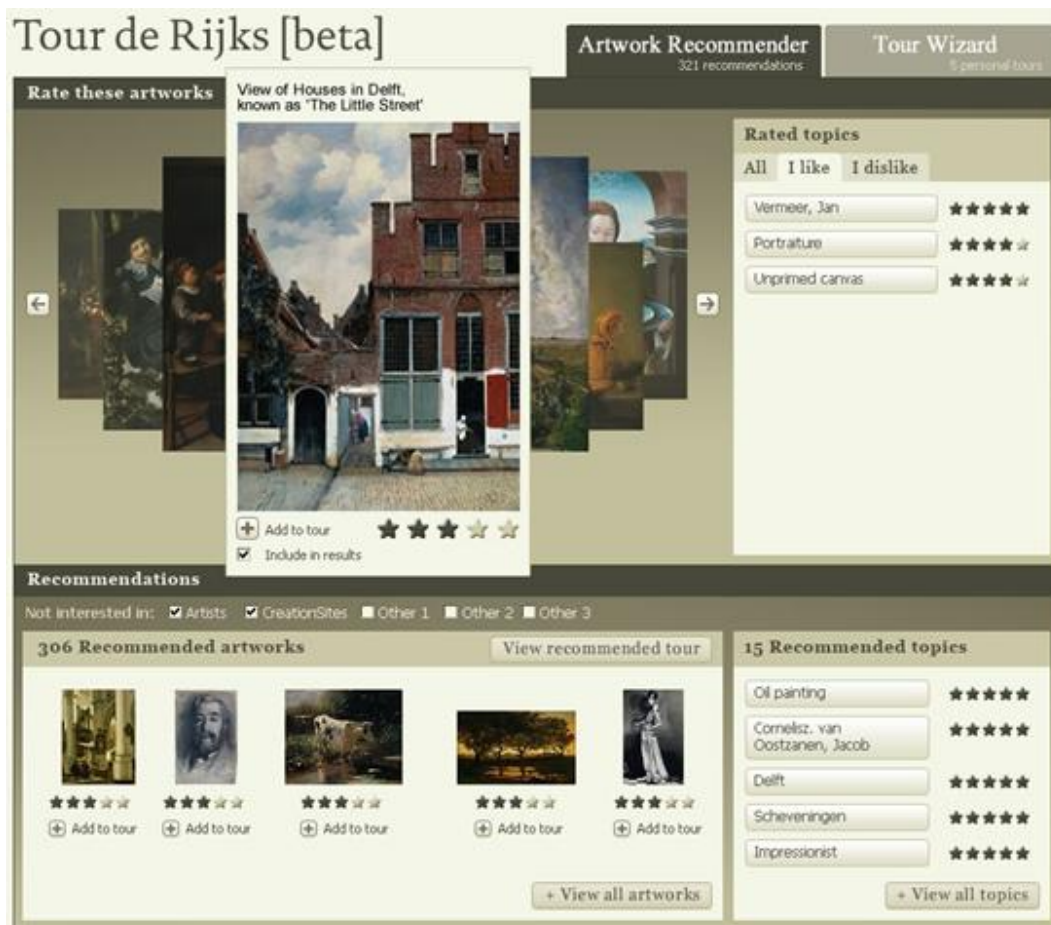 Tour de Rijks [beta]
Artwork Recommender
321 recommendations
Tour Wizard
5 personal tours
Rate these artworks
View of Houses in Delft,
known as 'The Little Street'
Add to tour
Include in results
Rated topics
All I like I dislike
Vermeer, Jan
Portraiture
Unprimed canvas
Recommendations
Not interested in: Artists CreationSites Other 1 Other 2 Other 3
306 Recommended artworks
View recommended tour
Add to tour
Add to tour
Add to tour
Add to tour
Add to tour
+ View all artworks
15 Recommended topics
Oil painting
Cornelisz. van
Oostzanen, Jacob
Delft
Scheveningen
Impressionist
+ View all topics